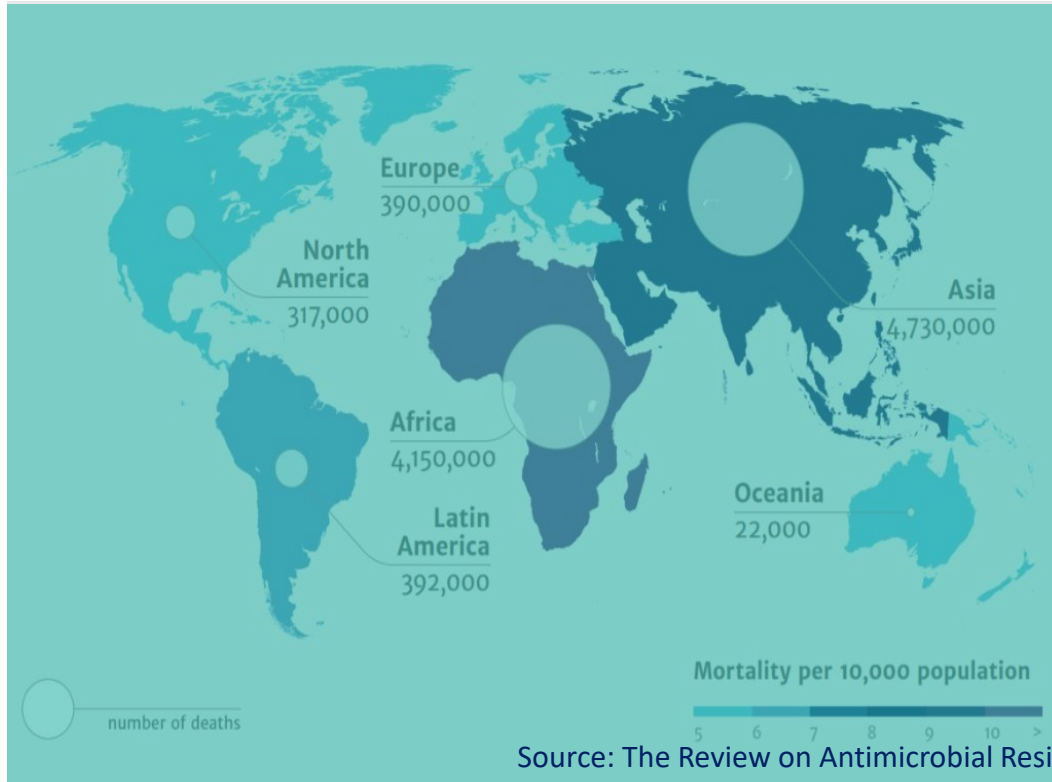 Europe
390,000
North
America
317,000
Asia
4,730,000
Africa
4,150,000
Oceania
22,000
Latin
America
392,000
number of deaths
Mortality per 10,000 population
5 6 7 8 9 10 >
Source: The Review on Antimicrobial Resi